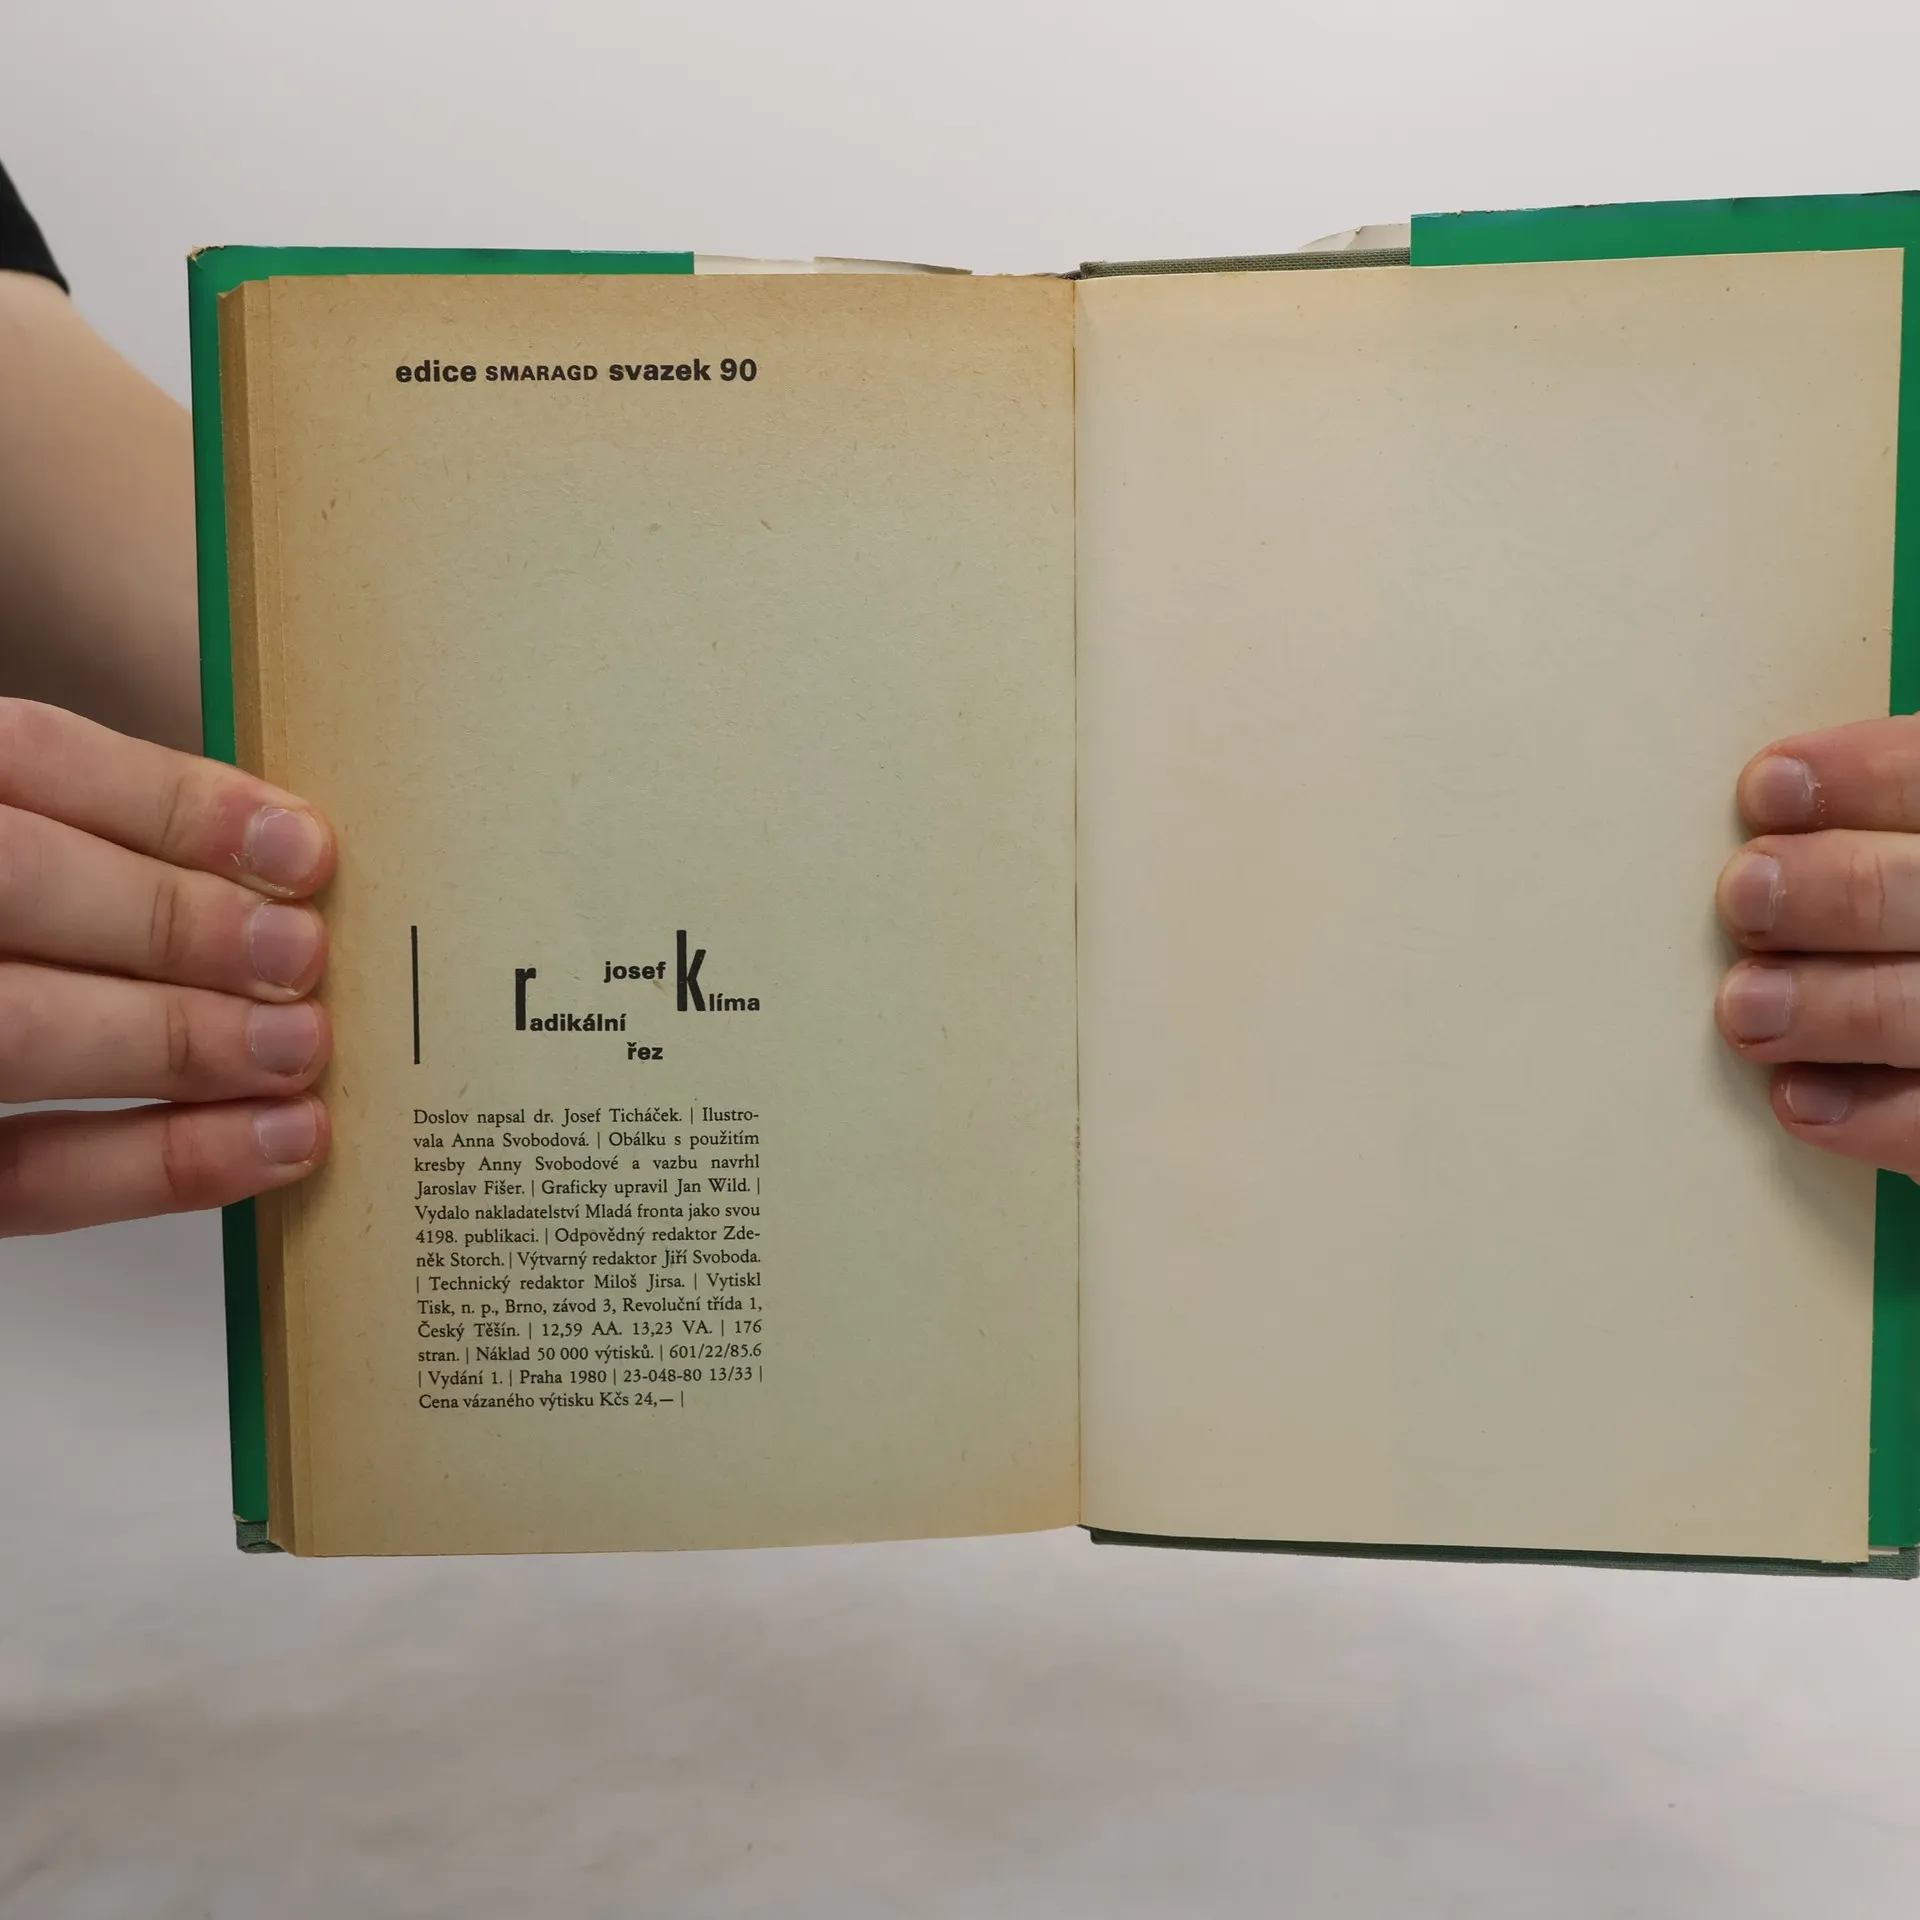 edice SMARAGD svazek 90
josef klíma
radikální
řez
Doslov napsal dr. Josef Ticháček. | Ilustro-
vala Anna Svobodová. | Obálku s použitím
kresby Anny Svobodové a vazbu navrhl
Jaroslav Fišer. | Graficky upravil Jan Wild. |
Vydalo nakladatelství Mladá fronta jako svou
4198. publikaci. | Odpovědný redaktor Zde-
něk Storch. | Výtvarný redaktor Jiří Svoboda.
| Technický redaktor Miloš Jirsa. | Vytiskl
Tisk, n. p., Brno, závod 3, Revoluční třída 1,
Český Těšín. | 12,59 AA. 13,23 VA. | 176
stran. | Náklad 50 000 výtisků. | 601/22/85.6
| Vydání 1. | Praha 1980 | 23-048-80 13/33 |
Cena vázaného výtisku Kčs 24,— |